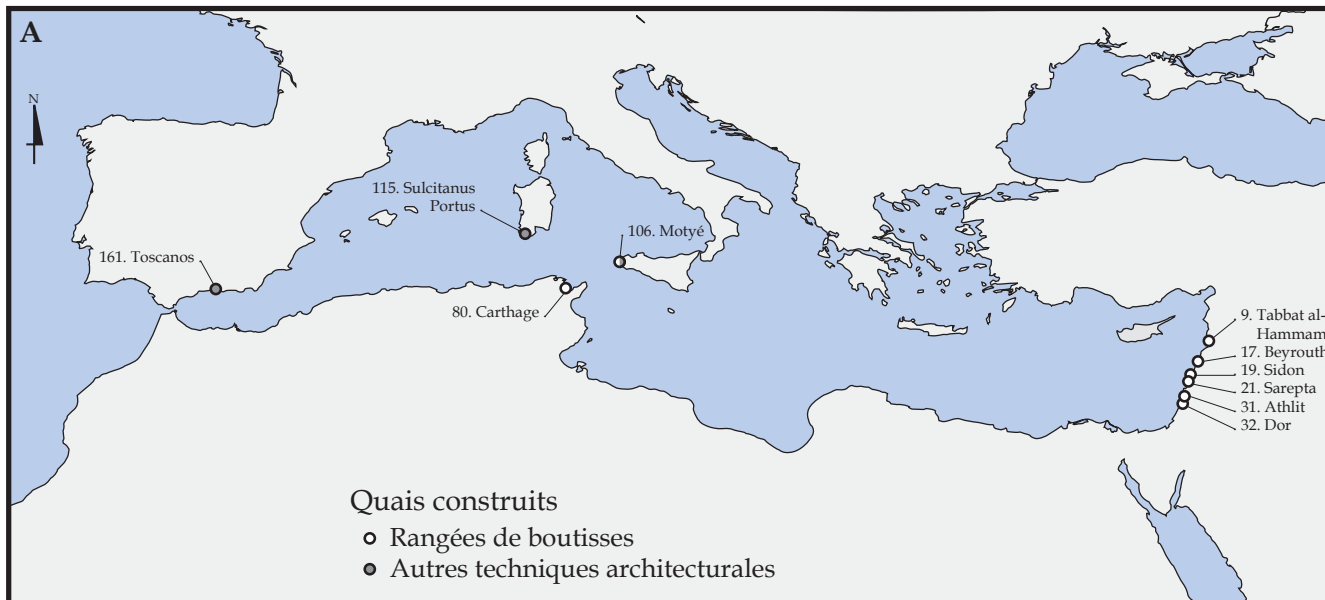 A
N
115. Sulcitanus
Portus
106. Motyé
161. Toscanos
80. Carthage
9. Tabbat al-
Hammam
17. Beyrouth
19. Sidon
21. Sarepta
31. Athlit
32. Dor
Quais construits
Rangées de boutisses
Autres techniques architecturales